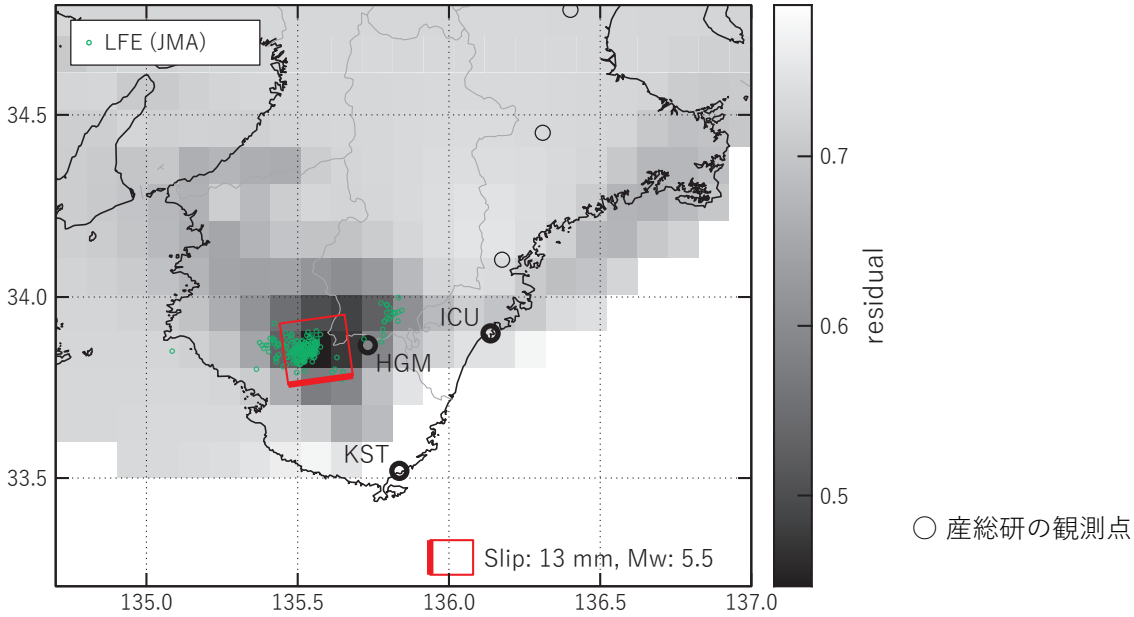 LFE (JMA)
34.5
34.0
33.5
ICU
HGM
KST
Slip: 13 mm, Mw: 5.5
135.0
135.5
136.0
136.5
137.0
0.7
0.6
0.5
residual
○ 産総研の観測点